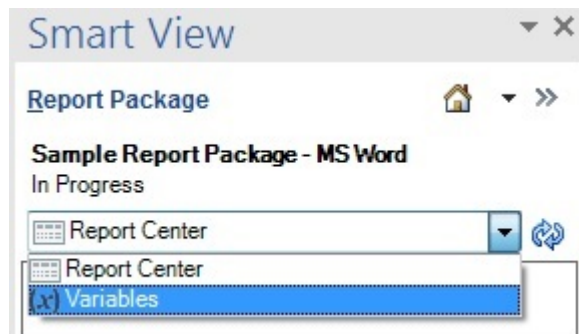 Smart View
Report Package
Sample Report Package - MS Word
In Progress
Report Center
Report Center
(x) Variables